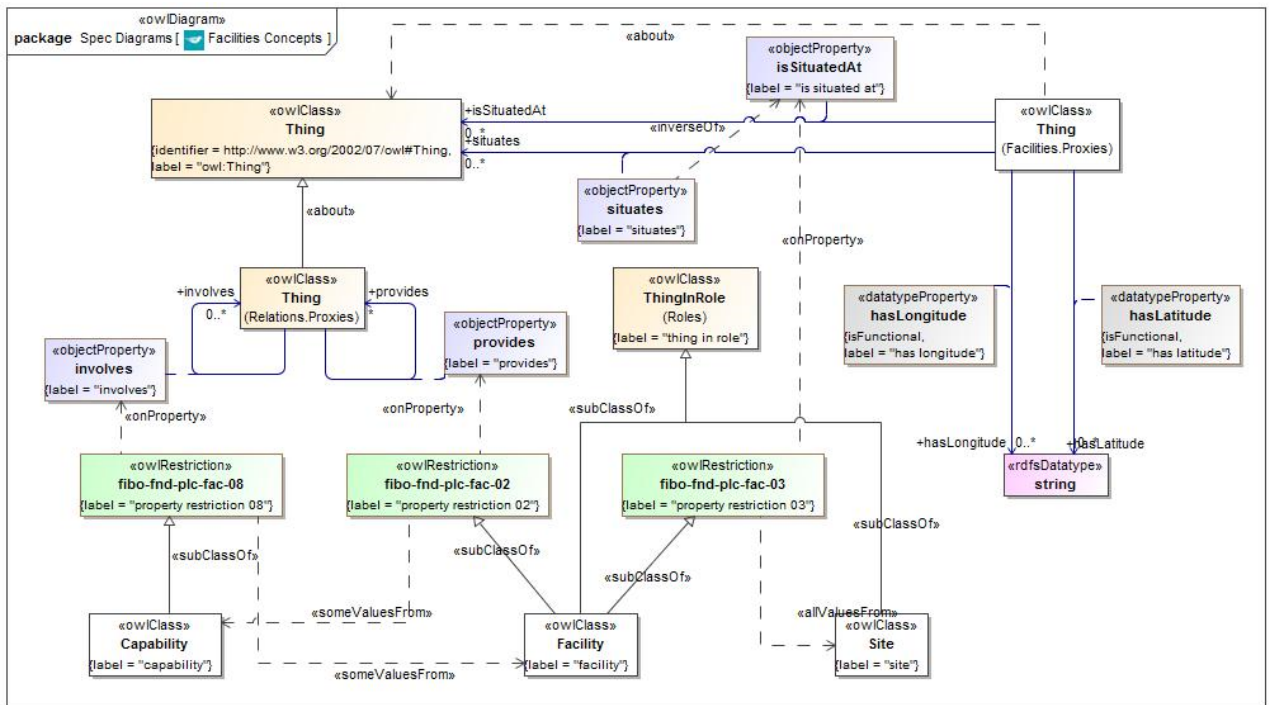 «owlDiagram»
package Spec Diagrams [ Facilities Concepts ]
«about»
«objectProperty»
isSituatedAt
{label = "is situated at"}
«owlClass»
Thing
{identifier = http://www.w3.org/2002/07/owl#Thing,
label = "owl:Thing"}
+isSituatedAt
0..*
+situates
0..*
«inverseOf»
«owlClass»
Thing
(Facilities.Proxies)
«objectProperty»
situates
{label = "situates"}
«about»
«onProperty»
«owlClass»
Thing
(Relations.Proxies)
+involves
0..*
+provides
*
«owlClass»
ThingInRole
(Roles)
{label = "thing in role"}
«datatypeProperty»
hasLongitude
{isFunctional,
label = "has longitude"}
«datatypeProperty»
hasLatitude
{isFunctional,
label = "has latitude"}
«objectProperty»
involves
{label = "involves"}
«objectProperty»
provides
{label = "provides"}
«onProperty»
«onProperty»
«subClassOf»
+hasLongitude 0..*
+hasLatitude
0..*
«rdfsDatatype»
string
«owlRestriction»
fibo-fnd-plc-fac-08
{label = "property restriction 08"}
«owlRestriction»
fibo-fnd-plc-fac-02
{label = "property restriction 02"}
«owlRestriction»
fibo-fnd-plc-fac-03
{label = "property restriction 03"}
«subClassOf»
«subClassOf»
«subClassOf»
«subClassOf»
«someValuesFrom»
«allValuesFrom»
«owlClass»
Capability
{label = "capability"}
«owlClass»
Facility
{label = "facility"}
«owlClass»
Site
{label = "site"}
«someValuesFrom»